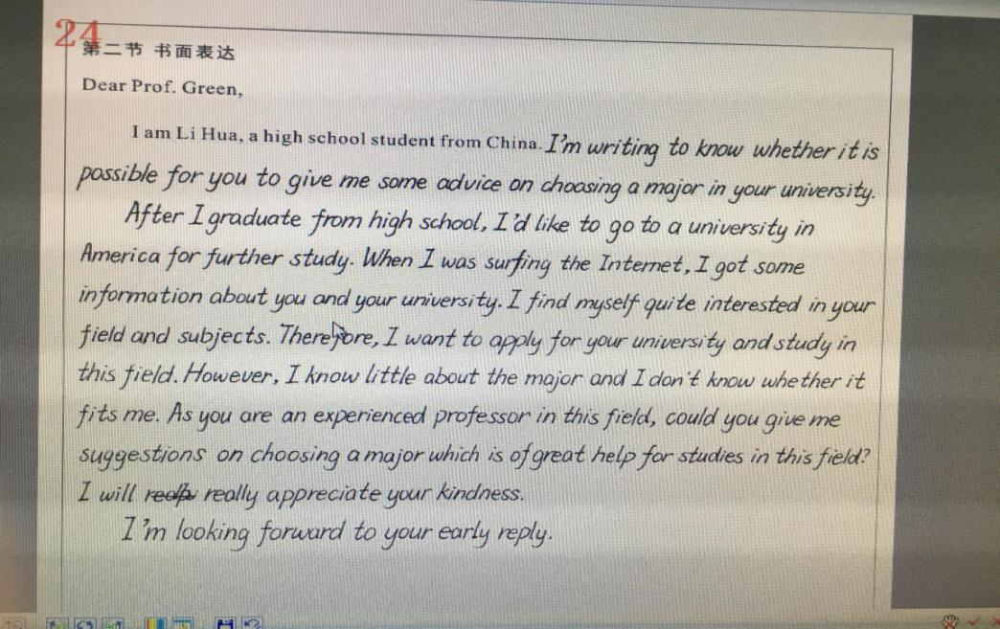 24
第二节 书面表达
Dear Prof. Green,
I am Li Hua, a high school student from China. I'm writing to know whether it is
possible for you to give me some advice on choosing a major in your university.
After I graduate from high school, I'd like to go to a university in
America for further study. When I was surfing the Internet, I got some
information about you and your university. I find myself quite interested in your
field and subjects. Therefore, I want to apply for your university and study in
this field. However, I know little about the major and I don't know whether it
fits me. As you are an experienced professor in this field, could you give me
suggestions on choosing a major which is of great help for studies in this field?
I will really appreciate your kindness.
I'm looking forward to your early reply.